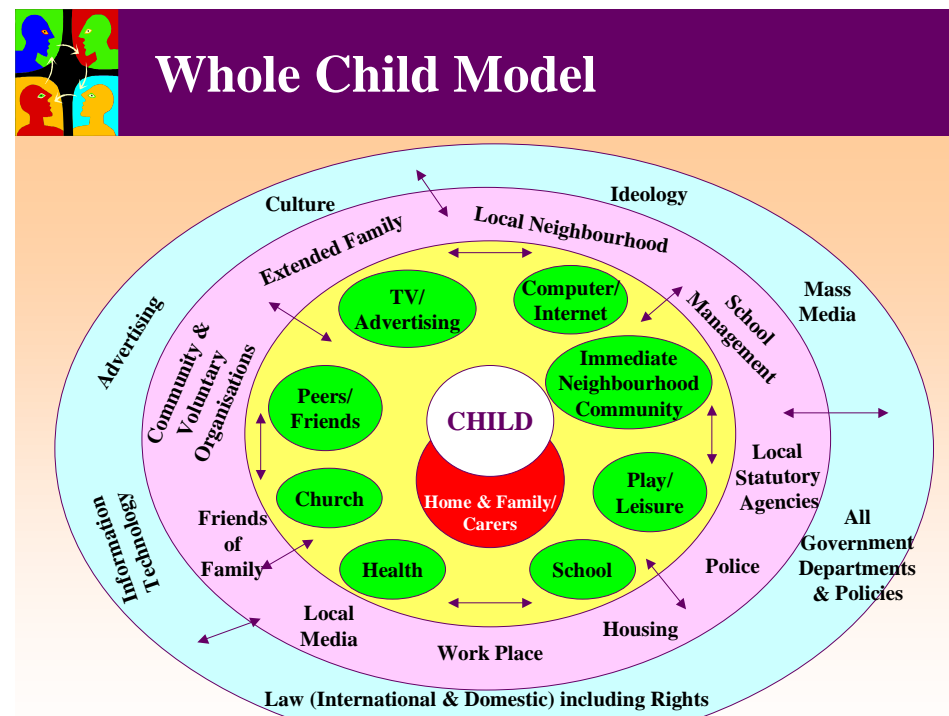 Whole Child Model
Culture
Ideology
Extended Family
Local Neighbourhood
Advertising
Mass
Media
Community &
Voluntary
Organisations
School
Management
TV/
Advertising
Computer/
Internet
Immediate
Neighbourhood
Community
Peers/
Friends
CHILD
Home & Family/
Carers
Church
Play/
Leisure
Local
Statutory
Agencies
Information
Technology
Friends
of
Family
Health
School
Police
All
Government
Departments
& Policies
Local
Media
Work Place
Housing
Law (International & Domestic) including Rights